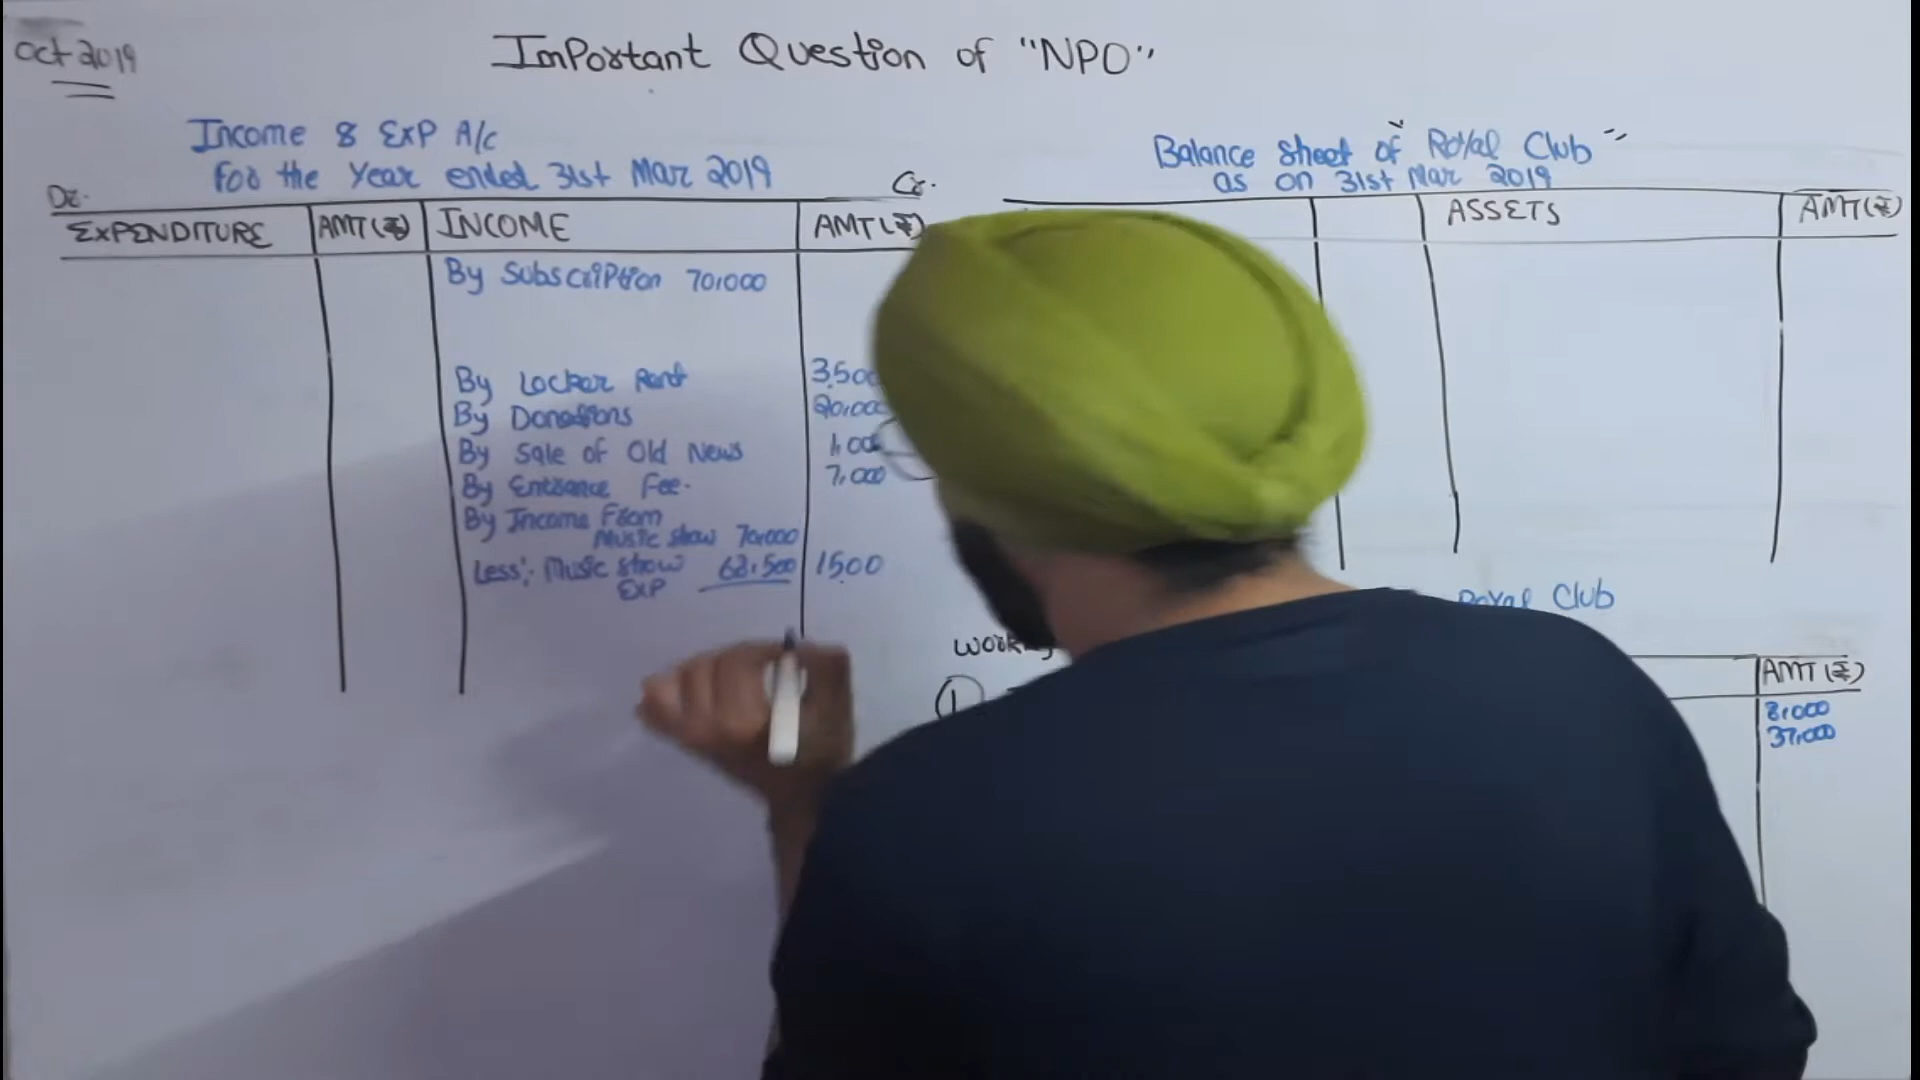 Oct 2019
Important Question of "NPO"
Income & Exp A/c
For the Year ended 31st Mar 2019
Dr.
Cr.
EXPENDITURE AMT(₹) INCOME AMT(₹)
By Subscription 70,000
By Locker Rent 3,500
By Donations 20,000
By Sale of Old News 1,000
By Entrance Fee. 7,000
By Income From
Music show 70,000
Less:- Music show 68,500 1500
Exp
Balance Sheet of "Royal Club"
as on 31st Mar 2019
ASSETS AMT(₹)
Royal Club
Working
1
AMT(₹)
8,000
37,000